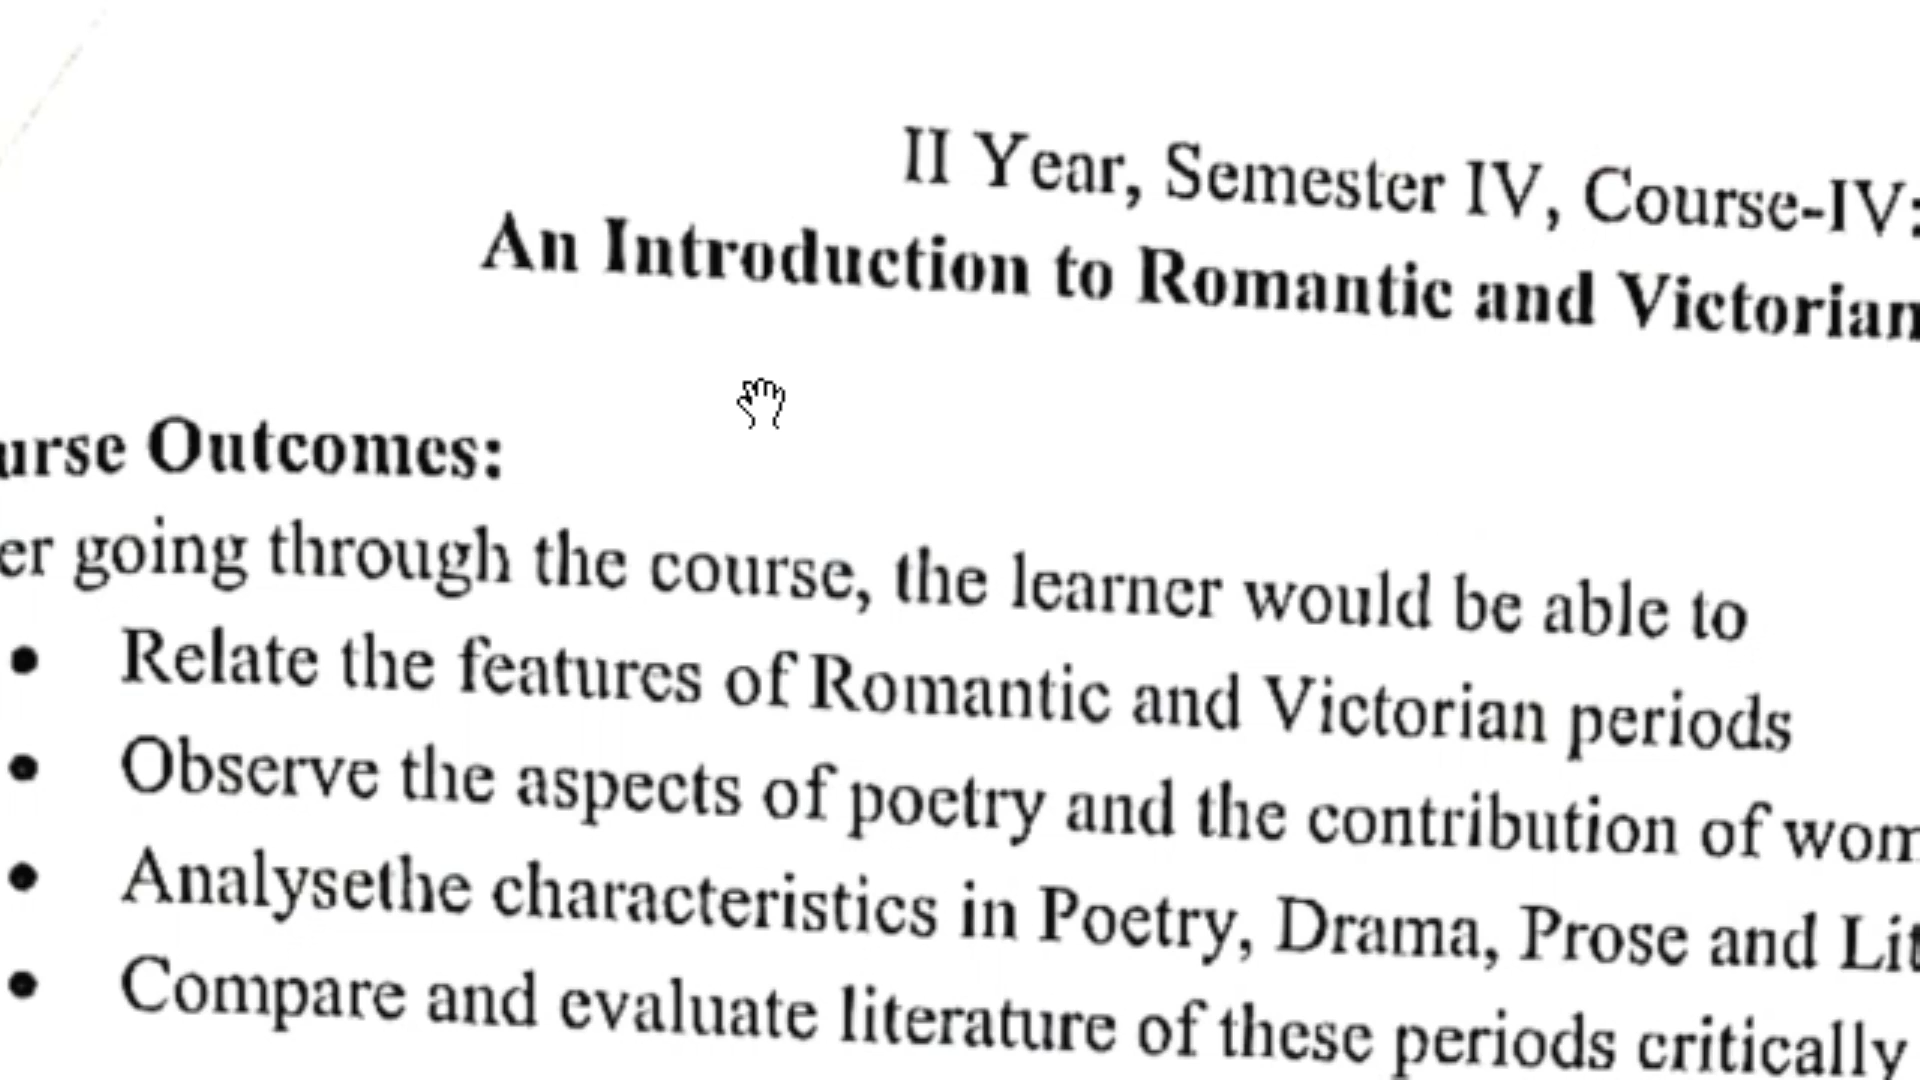 II Year, Semester IV, Course-IV:
An Introduction to Romantic and Victorian
urse Outcomes:
er going through the course, the learner would be able to
• Relate the features of Romantic and Victorian periods
• Observe the aspects of poetry and the contribution of wom
• Analysethe characteristics in Poetry, Drama, Prose and Lit
• Compare and evaluate literature of these periods critically